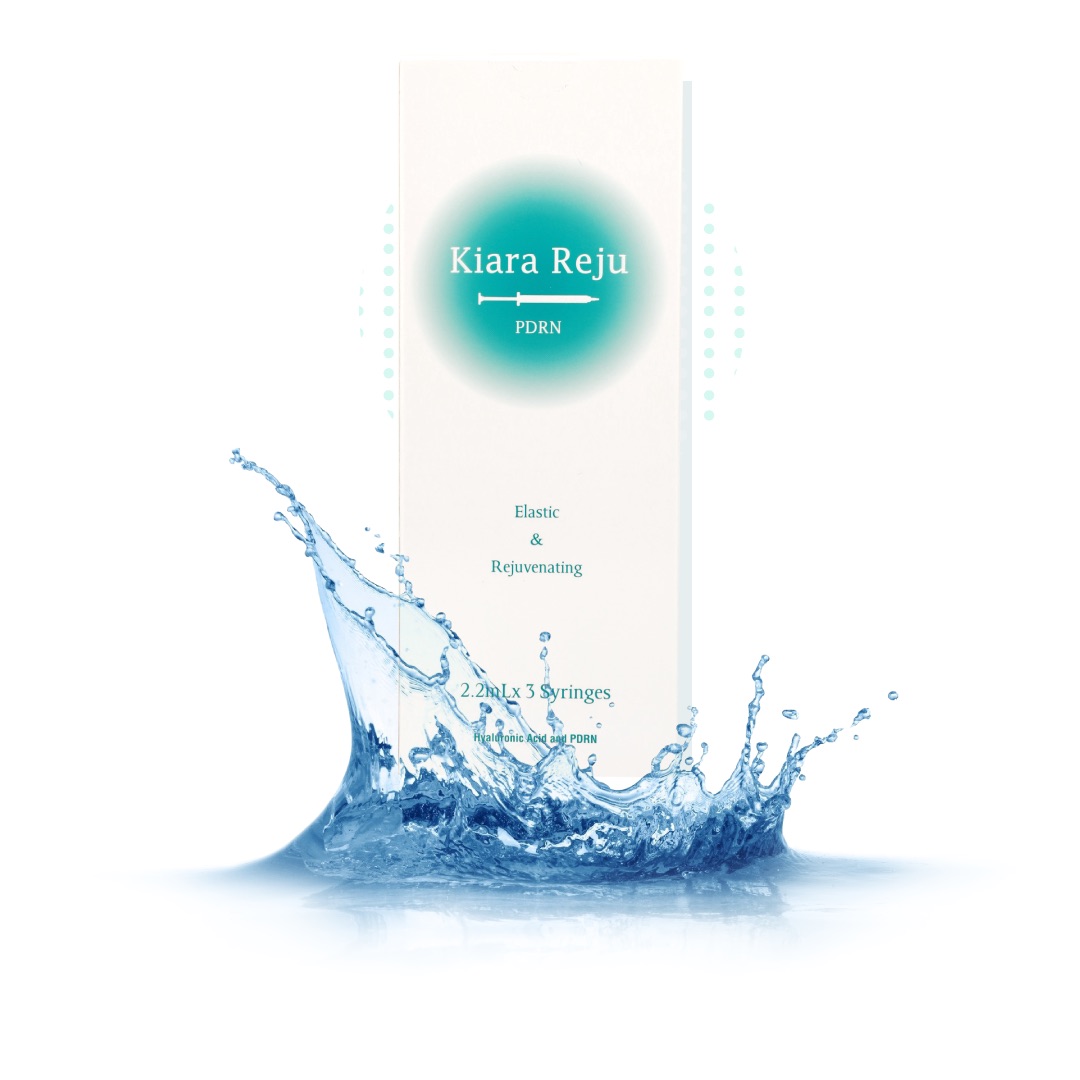 Kiara Reju
PDRN
Elastic
&
Rejuvenating
2.2mLx 3 Syringes
Hyaluronic Acid and PDRN